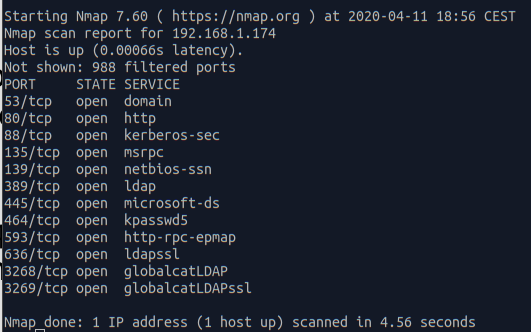 Starting Nmap 7.60 ( https://nmap.org ) at 2020-04-11 18:56 CEST
Nmap scan report for 192.168.1.174
Host is up (0.00066s latency).
Not shown: 988 filtered ports
PORT     STATE SERVICE
53/tcp   open  domain
80/tcp   open  http
88/tcp   open  kerberos-sec
135/tcp  open  msrpc
139/tcp  open  netbios-ssn
389/tcp  open  ldap
445/tcp  open  microsoft-ds
464/tcp  open  kpasswd5
593/tcp  open  http-rpc-epmap
636/tcp  open  ldapssl
3268/tcp open  globalcatLDAP
3269/tcp open  globalcatLDAPssl
Nmap done: 1 IP address (1 host up) scanned in 4.56 seconds